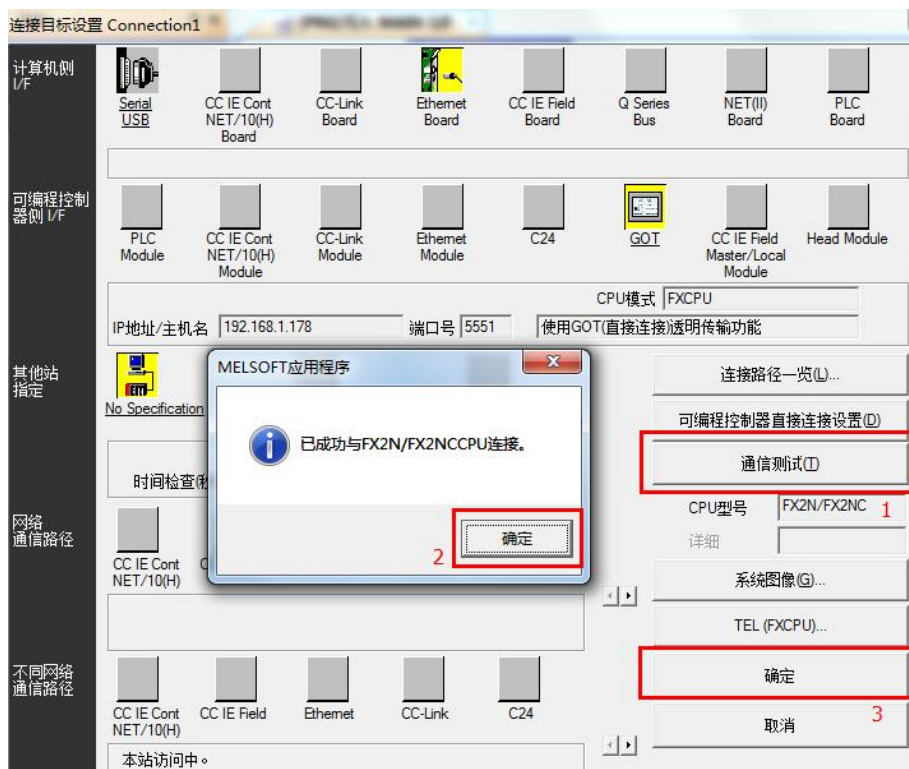 连接目标设置 Connection1
计算机侧
I/F
Serial
USB
CC IE Cont
NET/10(H)
Board
CC-Link
Board
Ethernet
Board
CC IE Field
Board
Q Series
Bus
NET(II)
Board
PLC
Board
可编程控制
器侧 I/F
PLC
Module
CC IE Cont
NET/10(H)
Module
CC-Link
Module
Ethernet
Module
C24
GOT
CC IE Field
Master/Local
Module
Head Module
CPU模式 FXCPU
IP地址/主机名 192.168.1.178 端口号 5551 使用GOT(直接连接)透明传输功能
其他站
指定
No Specification
时间检查(秒
MELSOFT应用程序
已成功与FX2N/FX2NCCPU连接。
确定
2
连接路径一览(L)...
可编程控制器直接连接设置(D)
通信测试(T)
CPU型号 FX2N/FX2NC 1
详细
系统图像(G)...
TEL (FXCPU)...
确定
3
取消
网络
通信路径
CC IE Cont
NET/10(H)
C
不同网络
通信路径
CC IE Cont
NET/10(H)
CC IE Field
Ethernet
CC-Link
C24
本站访问中。